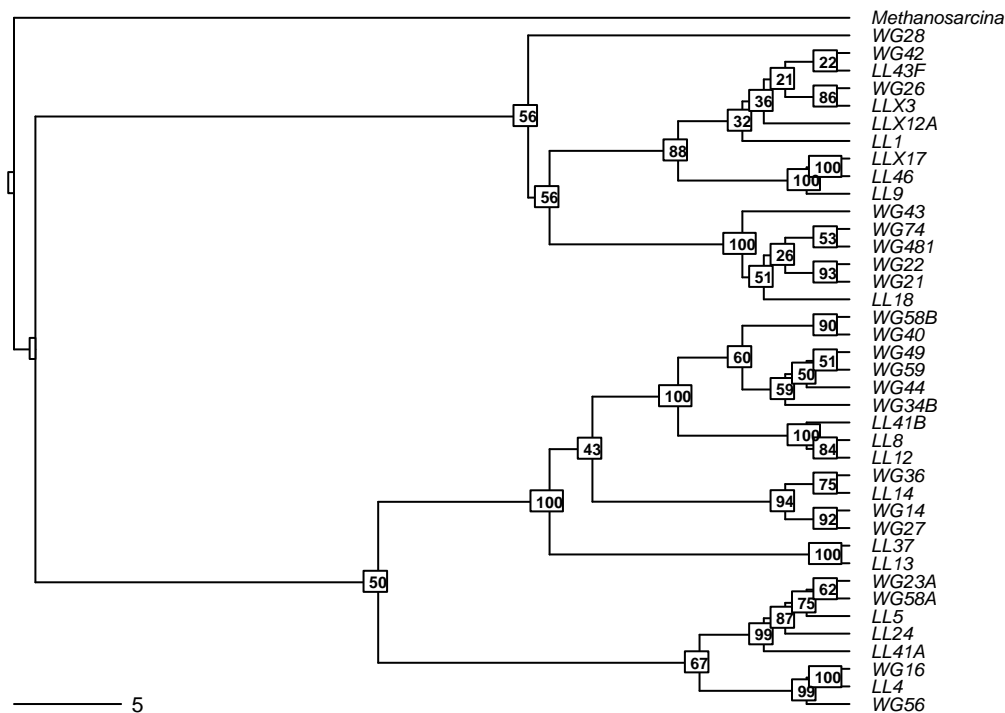 Methanosarcina
WG28
WG42
22
LL43F
21
WG26
36
86
LLX3
32
LLX12A
56
LL1
88
LLX17
100
LL46
100
LL9
56
WG43
WG74
53
100
WG481
26
WG22
51
93
WG21
LL18
WG58B
90
WG40
WG49
60
51
WG59
50
WG44
59
100
WG34B
LL41B
100
LL8
43
84
LL12
WG36
75
LL14
94
100
WG14
92
WG27
LL37
100
LL13
50
WG23A
62
WG58A
75
LL5
87
LL24
99
LL41A
67
WG16
100
LL4
99
WG56
5